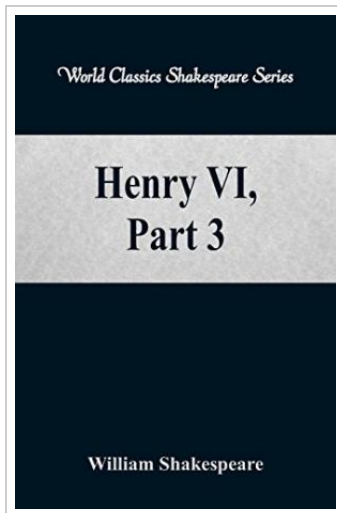 World Classics Shakespeare Series
Henry VI,
Part 3
William Shakespeare